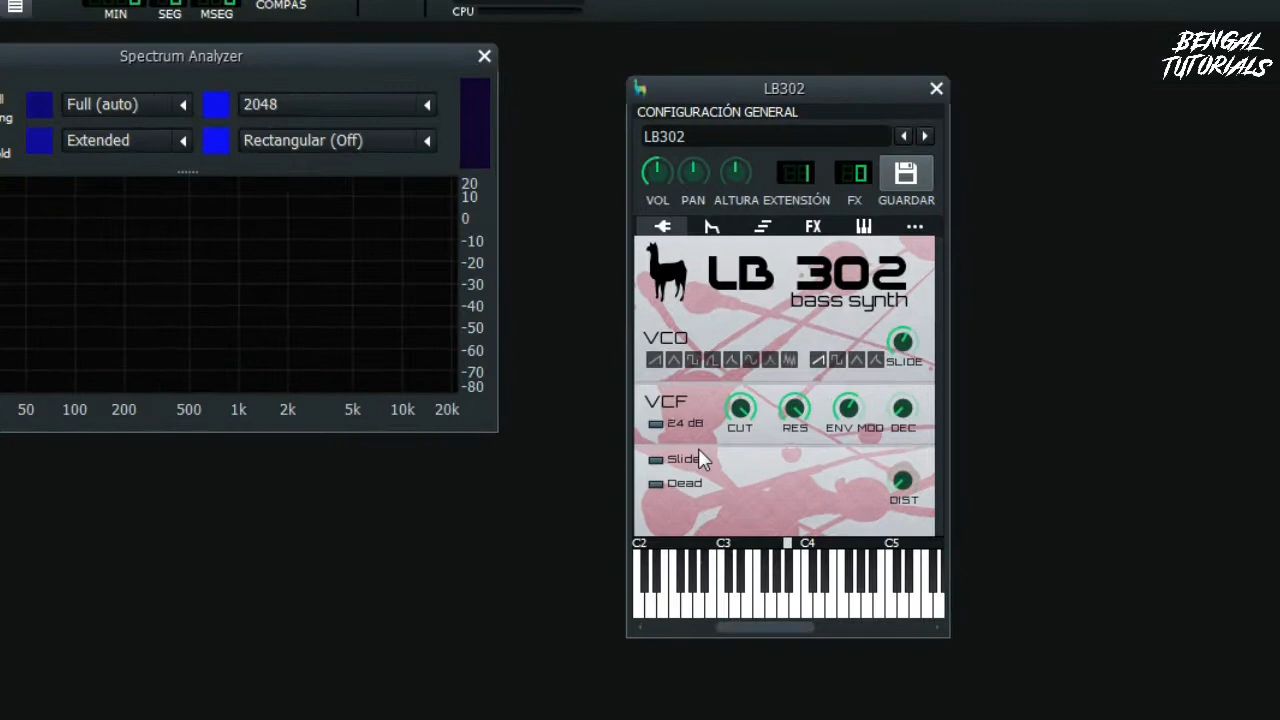 COMPAS
MIN SEG MSEG
CPU
BENGAL
TUTORIALS
Spectrum Analyzer
Full (auto) 2048
Extended Rectangular (Off)
20
10
0
-10
-20
-30
-40
-50
-60
-70
-80
50 100 200 500 1k 2k 5k 10k 20k
LB302
CONFIGURACIÓN GENERAL
LB302
1 0
VOL PAN ALTURA EXTENSIÓN FX GUARDAR
FX
LB 302
bass synth
VCO
SLIDE
VCF
24 dB
CUT RES ENV MOD DEC
Slide
Dead
DIST
C2 C3 C4 C5